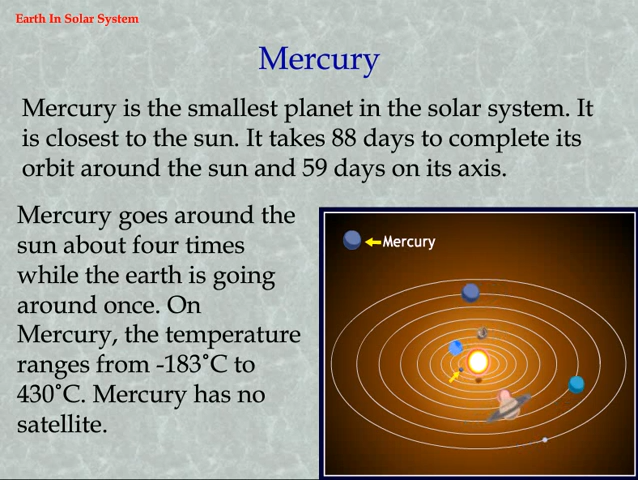 Earth In Solar System
Mercury
Mercury is the smallest planet in the solar system. It
is closest to the sun. It takes 88 days to complete its
orbit around the sun and 59 days on its axis.
Mercury goes around the
sun about four times
while the earth is going
around once. On
Mercury, the temperature
ranges from -183˚C to
430˚C. Mercury has no
satellite.
Mercury